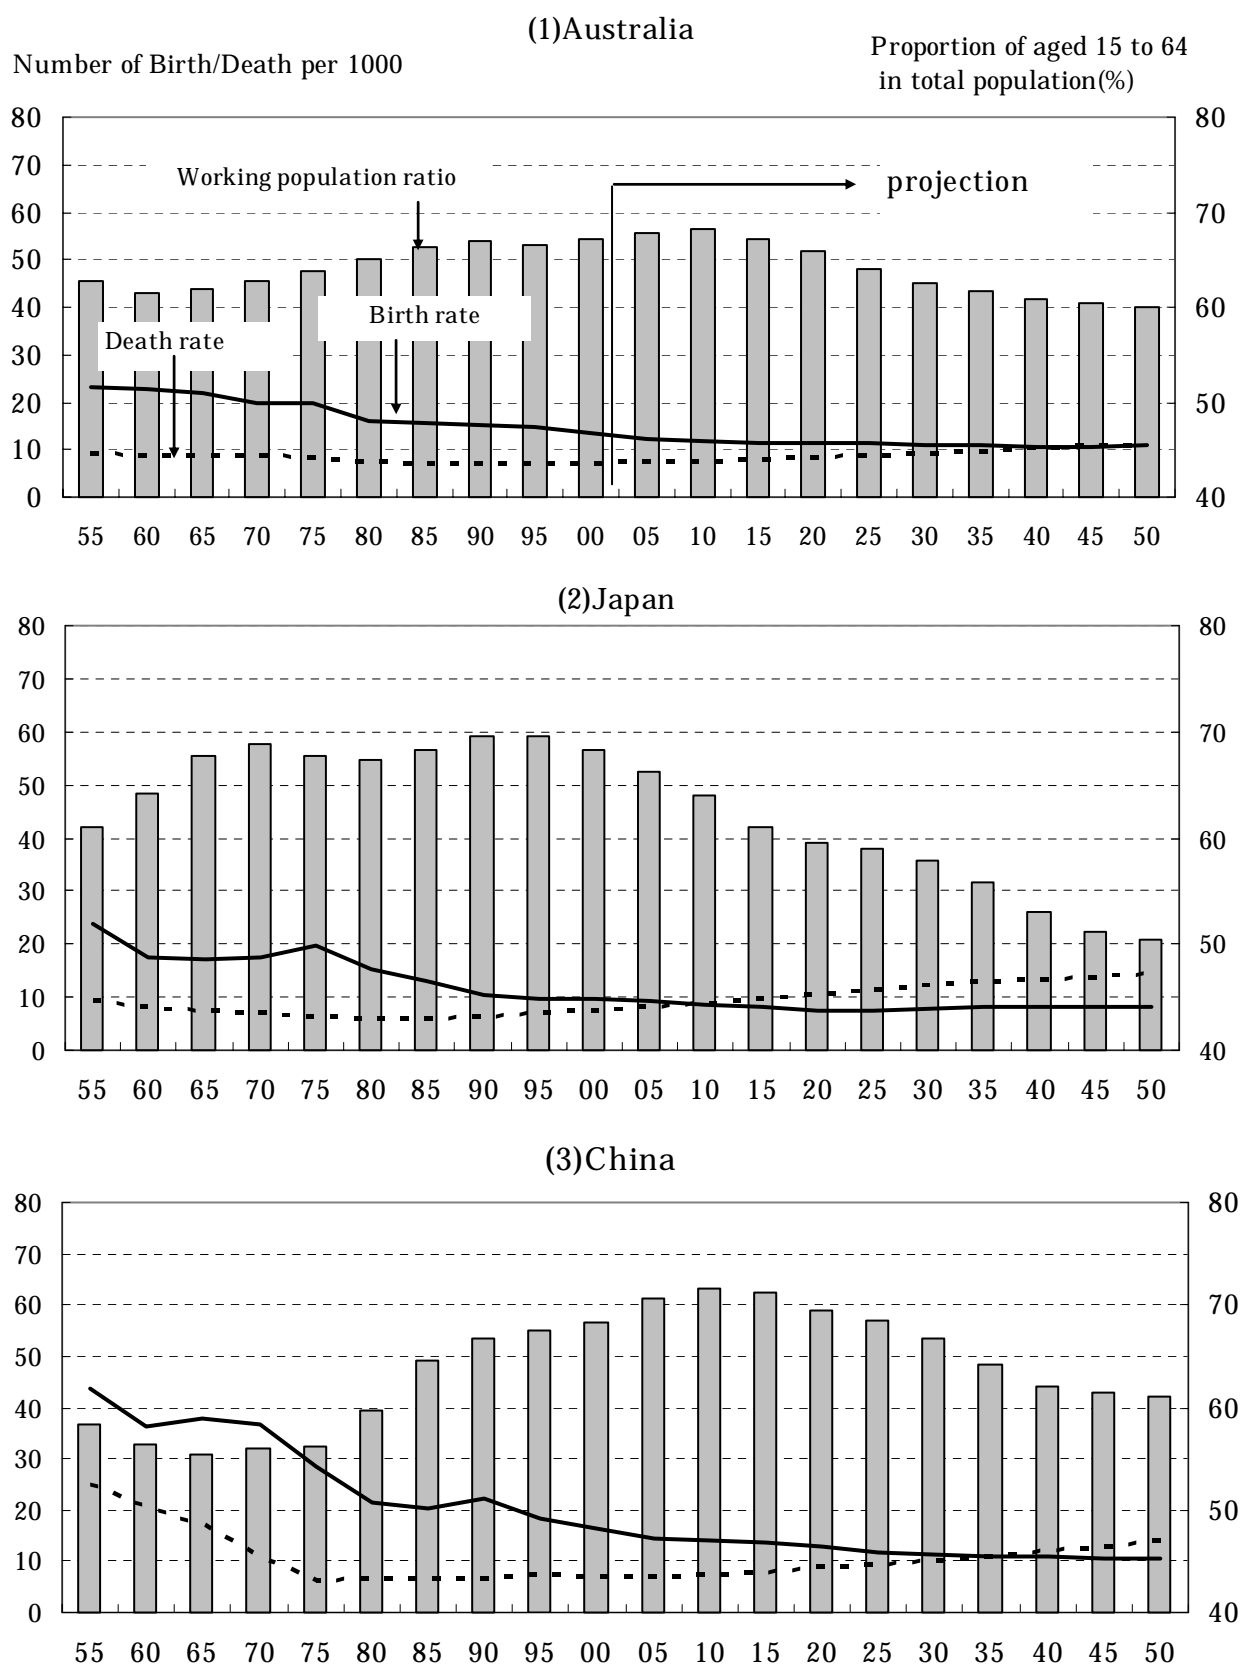 (1)Australia
Number of Birth/Death per 1000
Proportion of aged 15 to 64
in total population(%)
80 80
70 70
Working population ratio
projection
60 70
50
40 60
Birth rate
Death rate
30
20 50
10
0 40
55 60 65 70 75 80 85 90 95 00 05 10 15 20 25 30 35 40 45 50
(2)Japan
80 80
70
60 70
50
40 60
30
20 50
10
0 40
55 60 65 70 75 80 85 90 95 00 05 10 15 20 25 30 35 40 45 50
(3)China
80 80
70
60 70
50
40 60
30
20 50
10
0 40
55 60 65 70 75 80 85 90 95 00 05 10 15 20 25 30 35 40 45 50